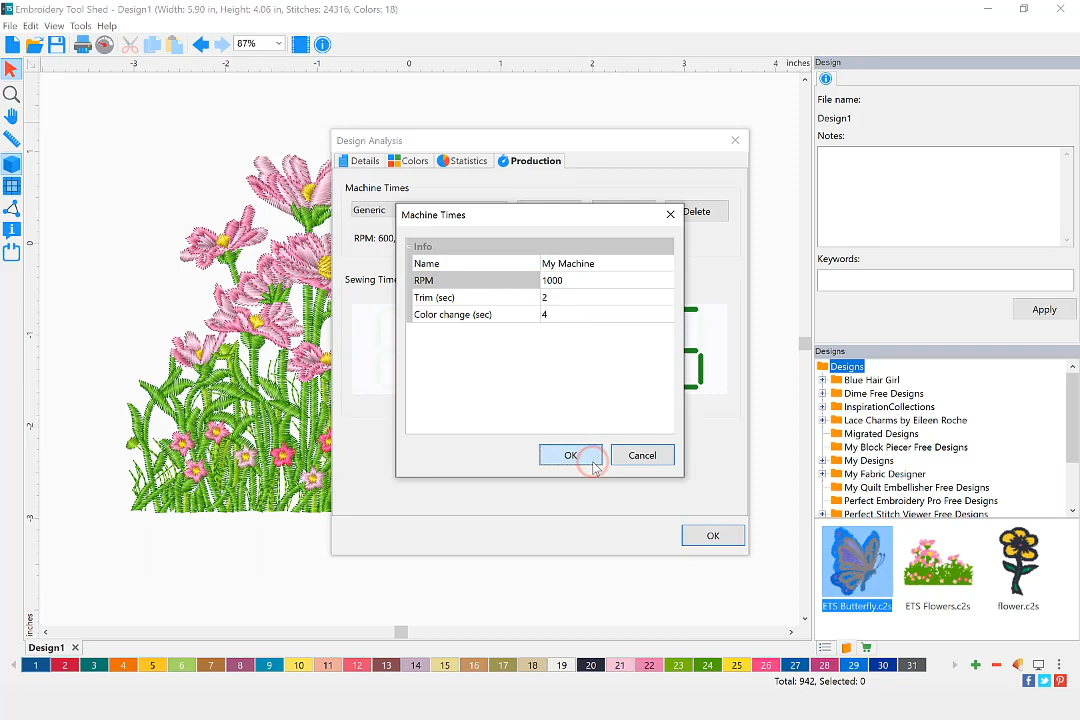 Embroidery Tool Shed - Design1 (Width: 5.90 in, Height: 4.06 in, Stitches: 24316, Colors: 18)
File Edit View Tools Help
87%
-3 -2 -1 0 1 2 3 4 inches
1
0
-1
-2
-3
inches
Design Analysis
Details Colors Statistics Production
Machine Times
Generic
Delete
RPM: 600,
Sewing Time
Machine Times
Info
Name My Machine
RPM 1000
Trim (sec) 2
Color change (sec) 4
OK Cancel
OK
Design
File name:
Design1
Notes:
Keywords:
Apply
Designs
Designs
Blue Hair Girl
Dime Free Designs
InspirationCollections
Lace Charms by Eileen Roche
Migrated Designs
My Block Piecer Free Designs
My Designs
My Fabric Designer
My Quilt Embellisher Free Designs
Perfect Embroidery Pro Free Designs
Perfect Stitch Viewer Free Designs
ETS Butterfly.c2s ETS Flowers.c2s flower.c2s
Design1
1 2 3 4 5 6 7 8 9 10 11 12 13 14 15 16 17 18 19 20 21 22 23 24 25 26 27 28 29 30 31
Total: 942, Selected: 0